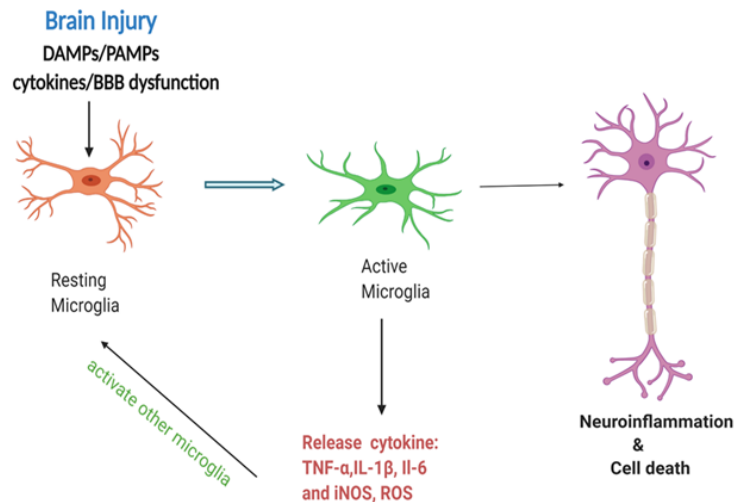 Brain Injury
DAMPs/PAMPs
cytokines/BBB dysfunction
Resting
Microglia
Active
Microglia
activate other microglia
Release cytokine:
TNF-α,IL-1β, Il-6
and iNOS, ROS
Neuroinflammation
&
Cell death